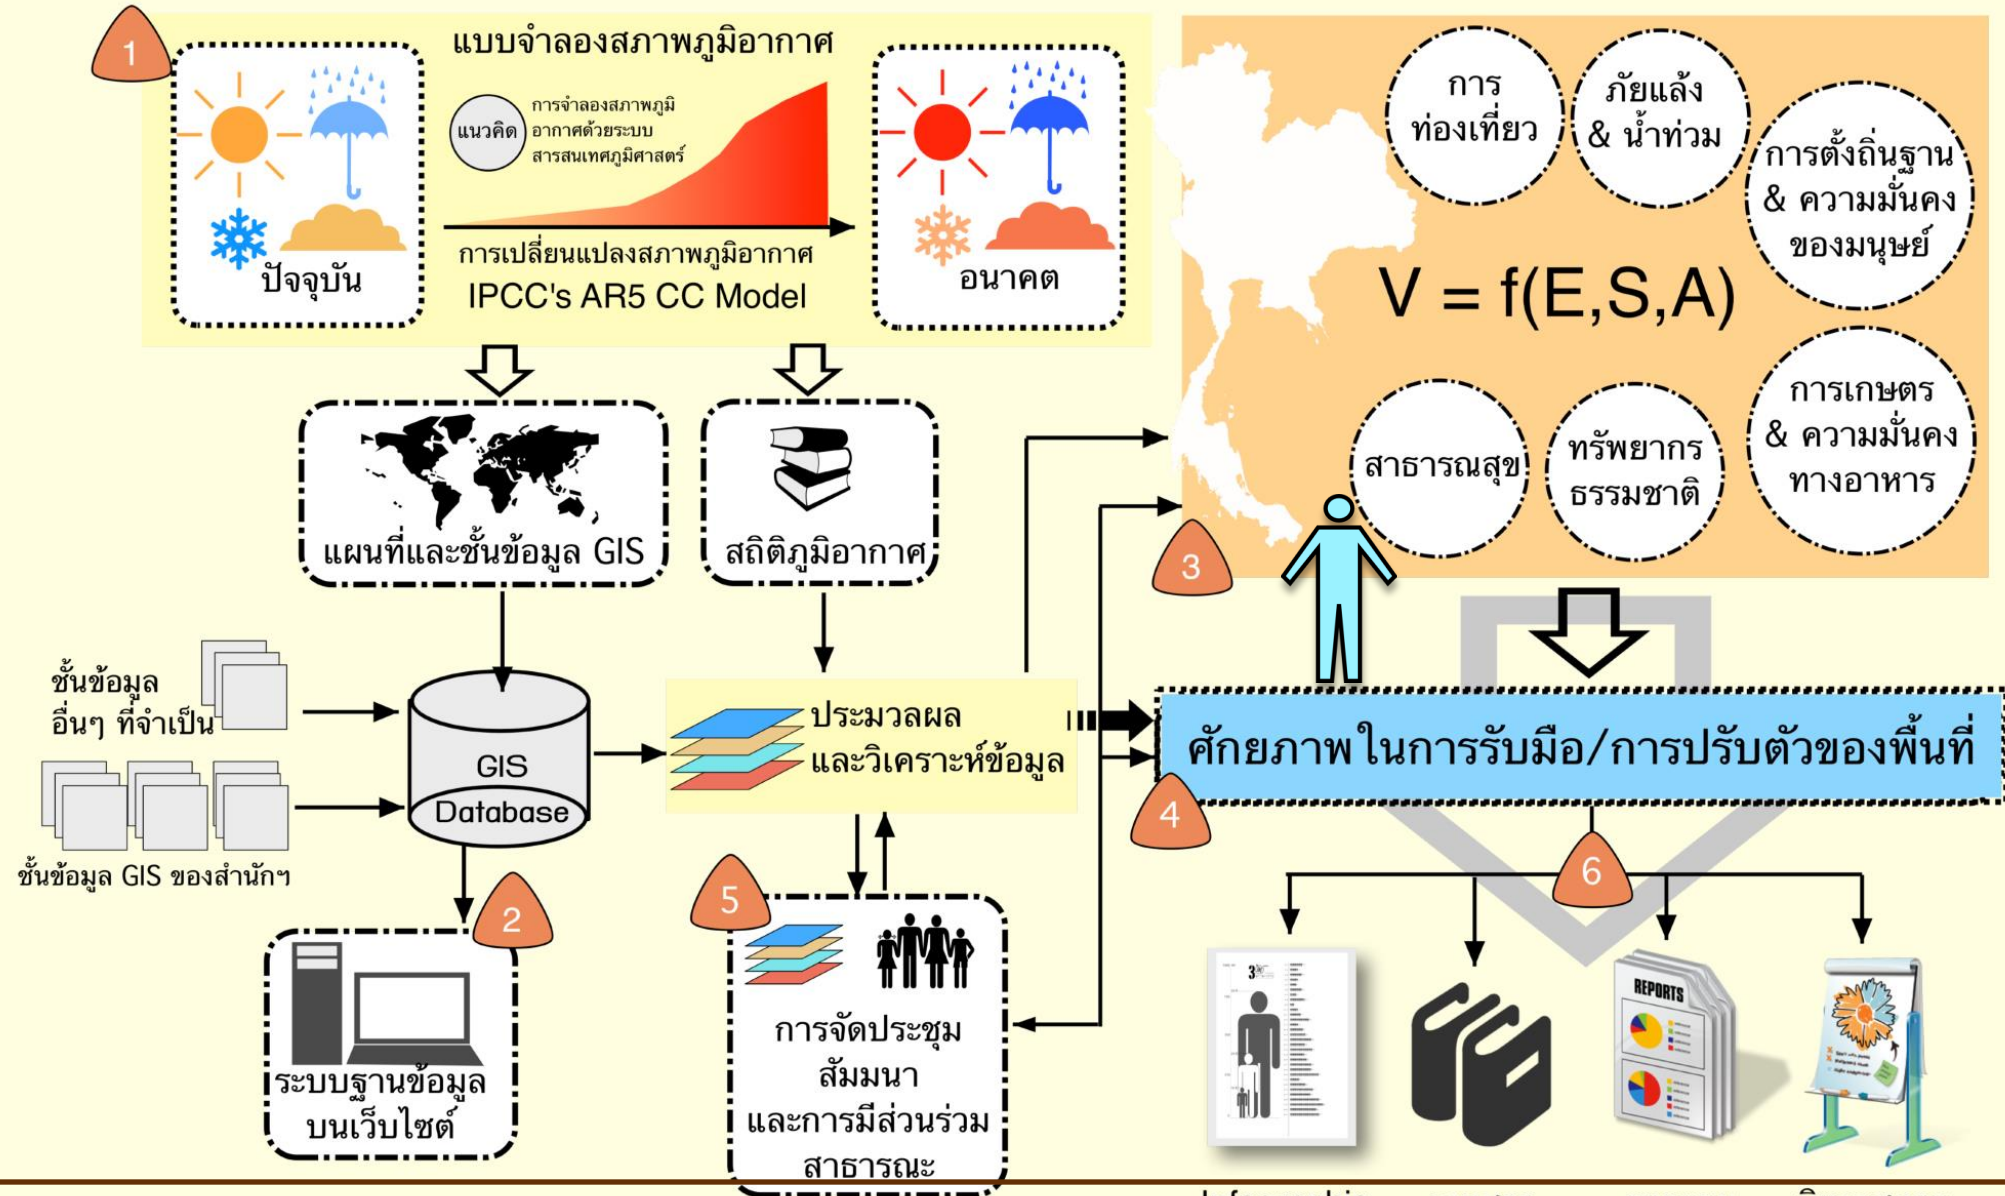 1
แบบจำลองสภาพภูมิอากาศ
แนวคิด
การจำลองสภาพภูมิ
อากาศด้วยระบบ
สารสนเทศภูมิศาสตร์
ปัจจุบัน
การเปลี่ยนแปลงสภาพภูมิอากาศ
IPCC's AR5 CC Model
อนาคต
การ
ท่องเที่ยว
ภัยแล้ง
& น้ำท่วม
การตั้งถิ่นฐาน
& ความมั่นคง
ของมนุษย์
V = f(E,S,A)
สาธารณสุข
ทรัพยากร
ธรรมชาติ
การเกษตร
& ความมั่นคง
ทางอาหาร
3
แผนที่และชั้นข้อมูล GIS
สถิติภูมิอากาศ
ชั้นข้อมูล
อื่นๆ ที่จำเป็น
ชั้นข้อมูล GIS ของสำนักฯ
GIS
Database
ประมวลผล
และวิเคราะห์ข้อมูล
ศักยภาพในการรับมือ/การปรับตัวของพื้นที่
4
2
ระบบฐานข้อมูล
บนเว็บไซต์
5
การจัดประชุม
สัมมนา
และการมีส่วนร่วม
สาธารณะ
6
REPORTS